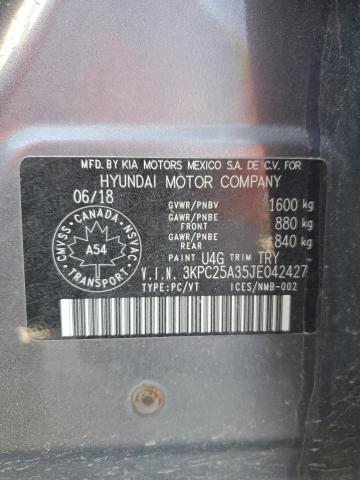 MFD.BY KIA MOTORS MEXICO S.A. DE C.V. FOR
HYUNDAI MOTOR COMPANY
06/18
GVWR/PNBV 1600 kg
GAWR/PNBE FRONT 880 kg
GAWR/PNBE REAR 840 kg
PAINT U4G TRIM TRY
V.I.N. 3KPC25A35JE042427
TYPE:PC/VT ICES/NMB-002
CANADA
CMVSS NSVAC
A54
TRANSPORT